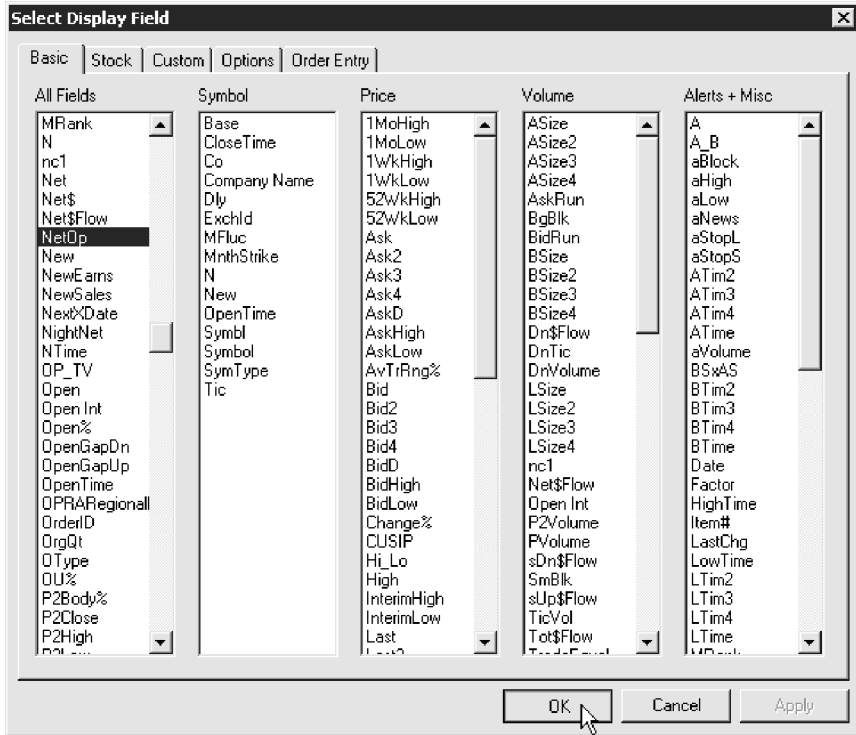 Select Display Field
Basic Stock Custom Options Order Entry
All Fields
MRank
N
nc1
Net
Net$
Net$Flow
NetOp
New
NewEarns
NewSales
NextXDate
NightNet
NTime
OP_TV
Open
Open Int
Open%
OpenGapDn
OpenGapUp
OpenTime
OPRARegionall
OrderID
OrgQt
OType
OU%
P2Body%
P2Close
P2High
Symbol
Base
CloseTime
Co
Company Name
Dly
ExchId
MFluc
MnthStrike
N
New
OpenTime
Symbl
Symbol
SymType
Tic
Price
1MoHigh
1MoLow
1WkHigh
1WkLow
52WkHigh
52WkLow
Ask
Ask2
Ask3
Ask4
AskD
AskHigh
AskLow
AvTrRng%
Bid
Bid2
Bid3
Bid4
BidD
BidHigh
BidLow
Change%
CUSIP
Hi_Lo
High
InterimHigh
InterimLow
Last
Volume
ASize
ASize2
ASize3
ASize4
AskRun
BgBlk
BidRun
BSize
BSize2
BSize3
BSize4
Dn$Flow
DnTic
DnVolume
LSize
LSize2
LSize3
LSize4
nc1
Net$Flow
Open Int
P2Volume
PVolume
sDn$Flow
SmBlk
sUp$Flow
TicVol
Tot$Flow
Alerts + Misc
A
A_B
aBlock
aHigh
aLow
aNews
aStopL
aStopS
ATim2
ATim3
ATim4
ATime
aVolume
BSxAS
BTim2
BTim3
BTim4
BTime
Date
Factor
HighTime
Item#
LastChg
LowTime
LTim2
LTim3
LTim4
LTime
OK Cancel Apply